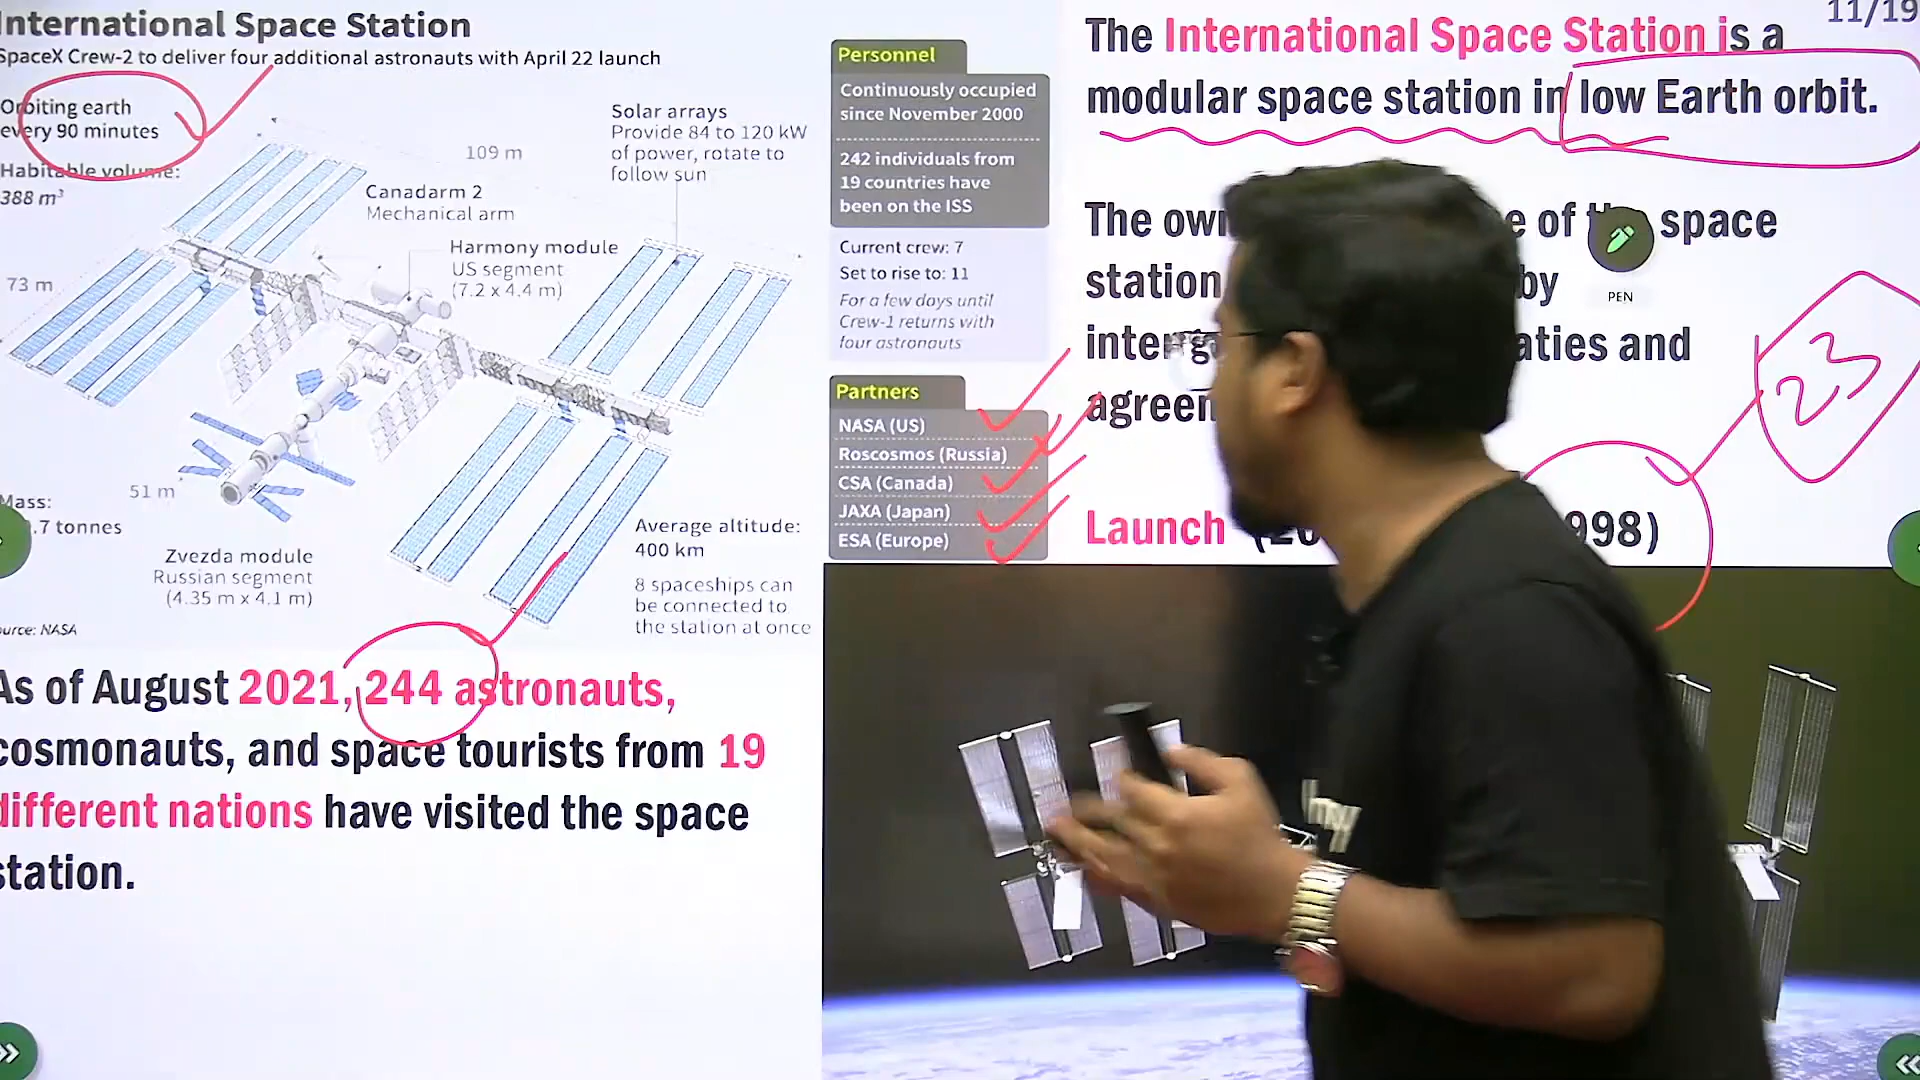 International Space Station
SpaceX Crew-2 to deliver four additional astronauts with April 22 launch
Orbiting earth
every 90 minutes
Habitable volume:
388 m³
109 m
Canadarm 2
Mechanical arm
Solar arrays
Provide 84 to 120 kW
of power, rotate to
follow sun
Harmony module
US segment
(7.2 x 4.4 m)
73 m
51 m
Mass:
.7 tonnes
Zvezda module
Russian segment
(4.35 m x 4.1 m)
Average altitude:
400 km
8 spaceships can
be connected to
the station at once
NASA
Personnel
Continuously occupied
since November 2000
242 individuals from
19 countries have
been on the ISS
Current crew: 7
Set to rise to: 11
For a few days until
Crew-1 returns with
four astronauts
Partners
NASA (US)
Roscosmos (Russia)
CSA (Canada)
JAXA (Japan)
ESA (Europe)
As of August 2021, 244 astronauts,
cosmonauts, and space tourists from 19
different nations have visited the space
station.
11/19
The International Space Station is a
modular space station in low Earth orbit.
The of space
station by
and
Launch 998)
PEN
23